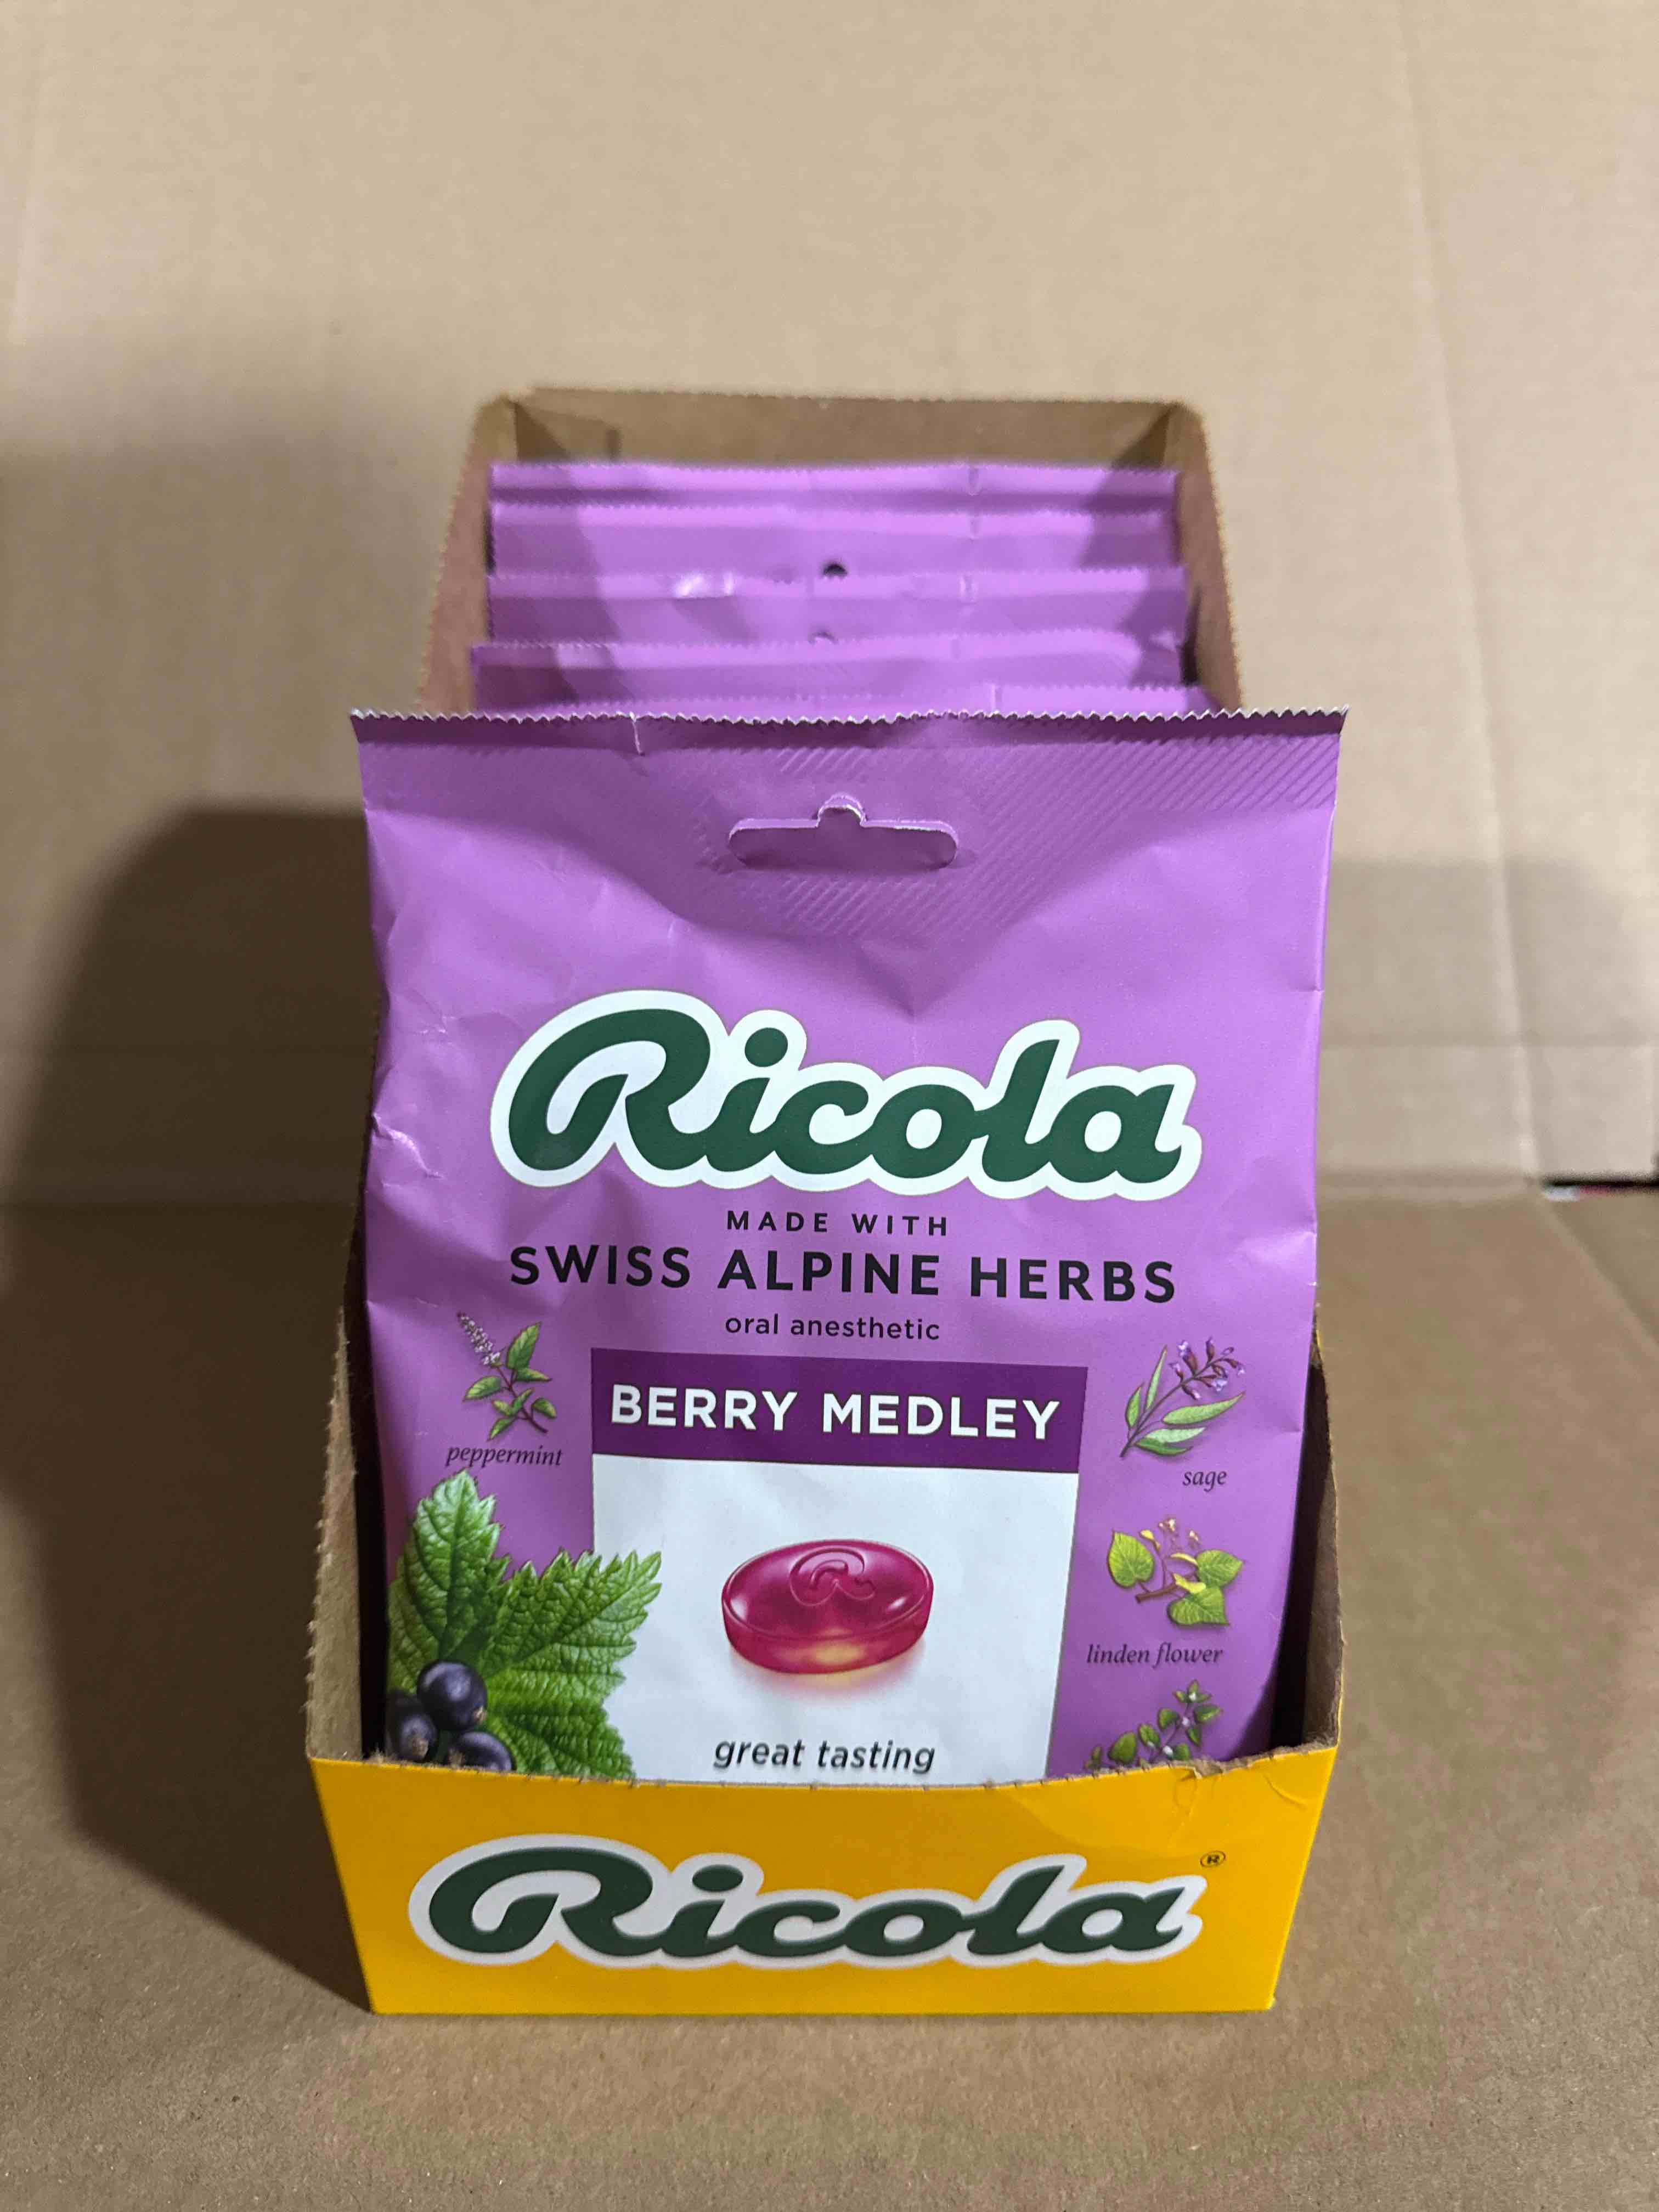 Ricola
MADE WITH
SWISS ALPINE HERBS
oral anesthetic
BERRY MEDLEY
peppermint
sage
linden flower
great tasting
Ricola®